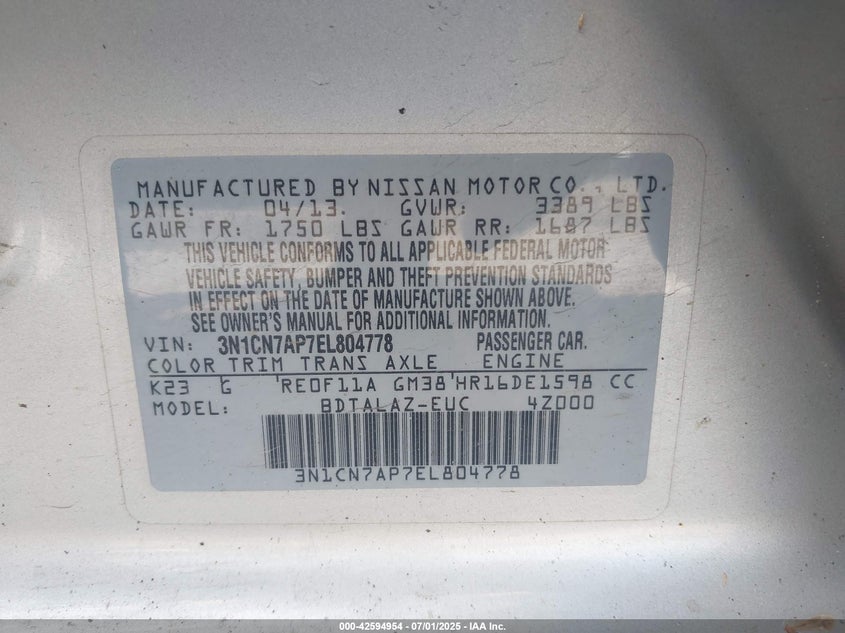 MANUFACTURED BY NISSAN MOTOR CO., LTD.
DATE: 04/13. GVWR: 3389 LBS
GAWR FR: 1750 LBS GAWR RR: 1687 LBS
THIS VEHICLE CONFORMS TO ALL APPLICABLE FEDERAL MOTOR
VEHICLE SAFETY, BUMPER AND THEFT PREVENTION STANDARDS
IN EFFECT ON THE DATE OF MANUFACTURE SHOWN ABOVE.
SEE OWNER'S MANUAL FOR ADDITIONAL INFORMATION.
VIN: 3N1CN7AP7EL804778 PASSENGER CAR.
COLOR TRIM TRANS AXLE ENGINE
K23 G 'RE0F11A GM38'HR16DE1598 CC
MODEL: BDTALAZ-EUC 4Z000
3N1CN7AP7EL804778
000-42594954 - 07/01/2025 - IAA Inc.